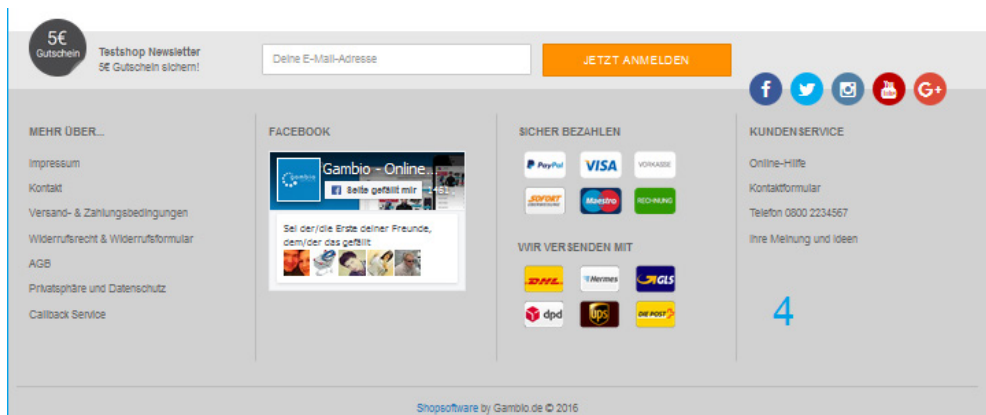 5€
Gutschein
Testshop Newsletter
5€ Gutschein sichern!
Deine E-Mail-Adresse
JETZT ANMELDEN
f
You
Tube
G+
MEHR ÜBER...
Impressum
Kontakt
Versand- & Zahlungsbedingungen
Widerrufsrecht & Widerrufsformular
AGB
Privatsphäre und Datenschutz
Callback Service
FACEBOOK
Gambio
Gambio - Online...
f Seite gefällt mir
Sei der/die Erste deiner Freunde,
dem/der das gefällt
SICHER BEZAHLEN
PayPal VISA VORKASSE
SOFORT Maestro RECHNUNG
WIR VERSENDEN MIT
DHL Hermes GLS
dpd ups DIE POST
KUNDENSERVICE
Online-Hilfe
Kontaktformular
Telefon 0800 2234567
Ihre Meinung und Ideen
4
Shopsoftware by Gambio.de © 2016